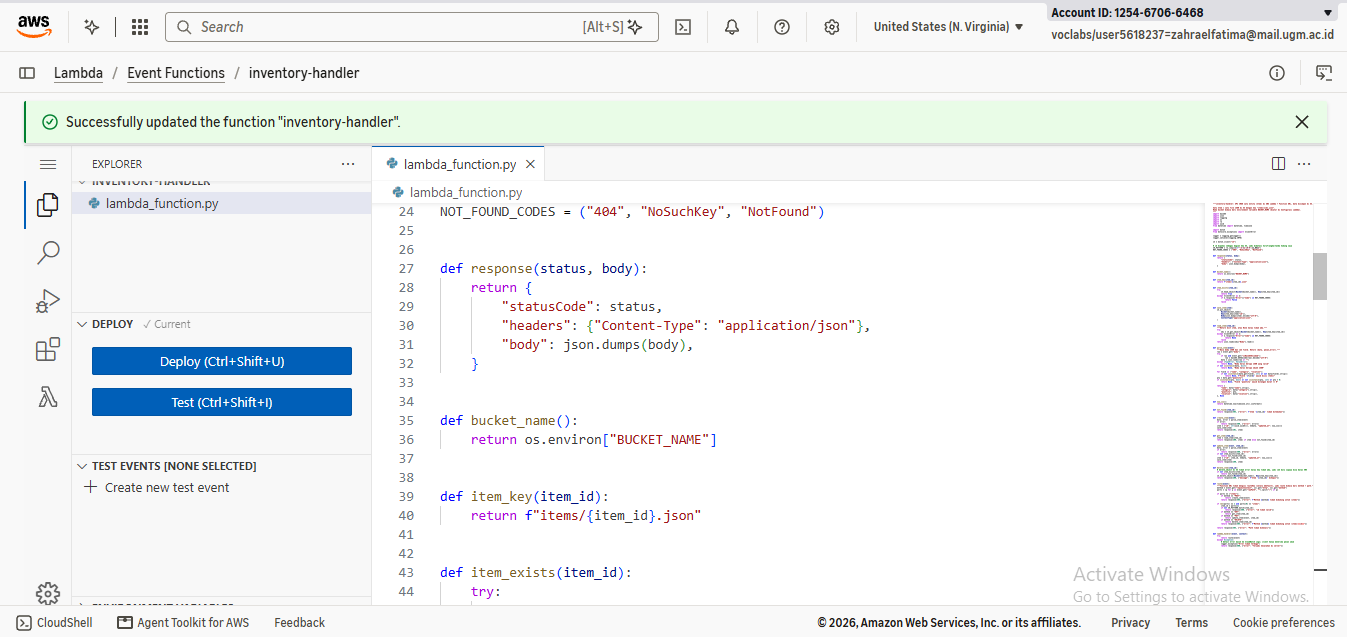 aws
Search [Alt+S]
United States (N. Virginia)
Account ID: 1254-6706-6468
voclabs/user5618237=zahraelfatima@mail.ugm.ac.id
Lambda / Event Functions / inventory-handler
Successfully updated the function "inventory-handler".
EXPLORER
INVENTORY-HANDLER
lambda_function.py
DEPLOY ✓ Current
Deploy (Ctrl+Shift+U)
Test (Ctrl+Shift+I)
TEST EVENTS [NONE SELECTED]
+ Create new test event
ENVIRONMENT VARIABLES
lambda_function.py
lambda_function.py
24 NOT_FOUND_CODES = ("404", "NoSuchKey", "NotFound")
25
26
27 def response(status, body):
28 return {
29 "statusCode": status,
30 "headers": {"Content-Type": "application/json"},
31 "body": json.dumps(body),
32 }
33
34
35 def bucket_name():
36 return os.environ["BUCKET_NAME"]
37
38
39 def item_key(item_id):
40 return f"items/{item_id}.json"
41
42
43 def item_exists(item_id):
44 try:
Activate Windows
Go to Settings to activate Windows.
CloudShell Agent Toolkit for AWS Feedback © 2026, Amazon Web Services, Inc. or its affiliates. Privacy Terms Cookie preferences